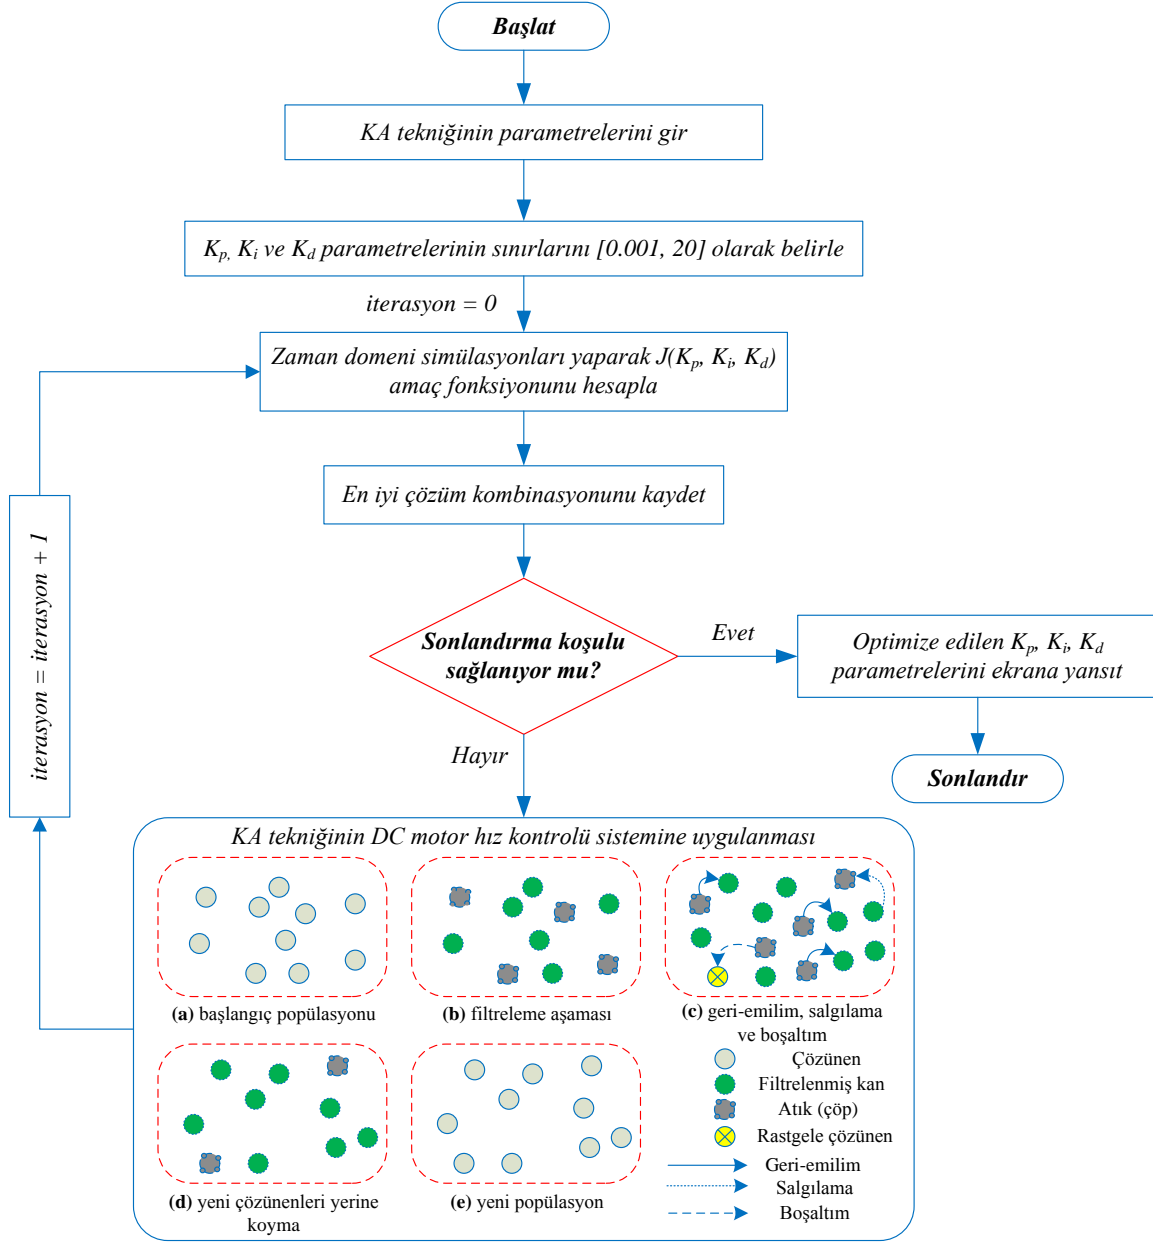 Başlat
KA tekniğinin parametrelerini gir
Kp, Ki ve Kd parametrelerinin sınırlarını [0.001, 20] olarak belirle
iterasyon = 0
Zaman domeni simülasyonları yaparak J(Kp, Ki, Kd)
amaç fonksiyonunu hesapla
En iyi çözüm kombinasyonunu kaydet
iterasyon = iterasyon + 1
Sonlandırma koşulu
sağlanıyor mu?
Evet
Optimize edilen Kp, Ki, Kd
parametrelerini ekrana yansıt
Hayır
Sonlandır
KA tekniğinin DC motor hız kontrolü sistemine uygulanması
(a) başlangıç popülasyonu
(b) filtreleme aşaması
(c) geri-emilim, salgılama
ve boşaltım
Çözünen
Filtrelenmiş kan
Atık (çöp)
Rastgele çözünen
Geri-emilim
Salgılama
Boşaltım
(d) yeni çözünenleri yerine
koyma
(e) yeni popülasyon